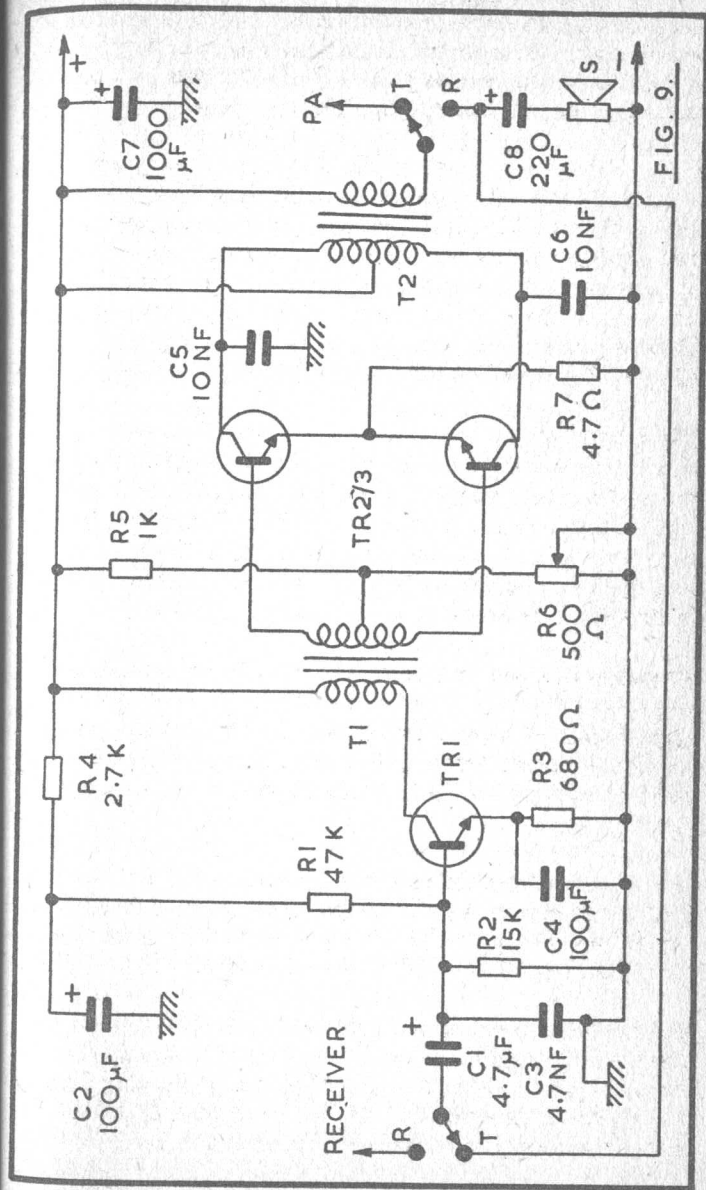 C2
100µF
+
RECEIVER
R
T
C1
4.7µF
+
C3
4.7NF
R1
47K
R2
15K
C4
100µF
R3
680Ω
TR1
R4
2.7K
T1
R5
1K
R6
500
Ω
TR2/3
C5
10NF
R7
4.7Ω
C6
10NF
T2
PA
T
R
C7
1000
µF
+
+
C8
220
µF
+
S
−
FIG. 9.